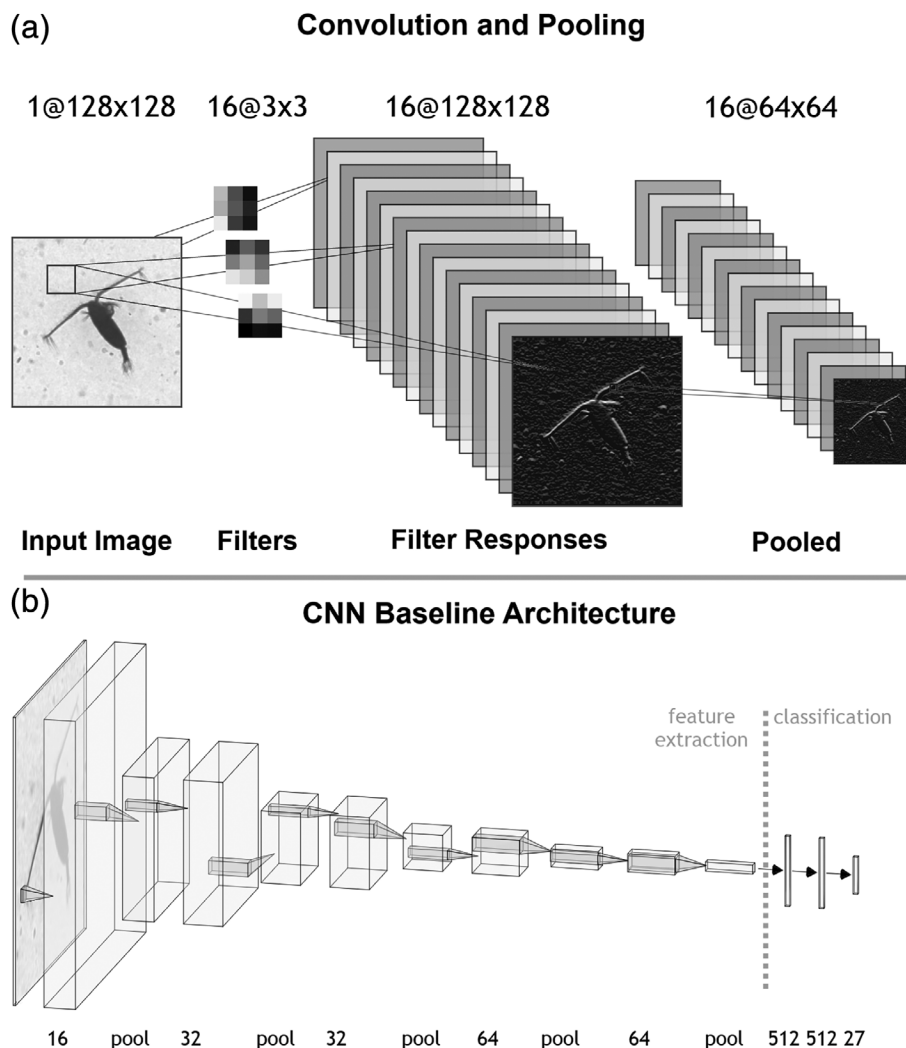 (a)
Convolution and Pooling
1@128x128 16@3x3 16@128x128 16@64x64
Input Image Filters Filter Responses Pooled
(b)
CNN Baseline Architecture
feature extraction
classification
16 pool 32 pool 32 pool 64 pool 64 pool 512 512 27